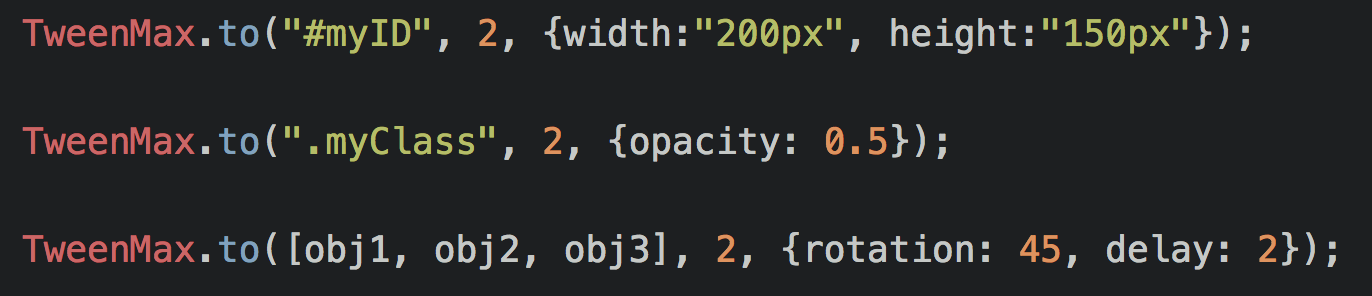 TweenMax.to("#myID", 2, {width:"200px", height:"150px"});
TweenMax.to(".myClass", 2, {opacity: 0.5});
TweenMax.to([obj1, obj2, obj3], 2, {rotation: 45, delay: 2});